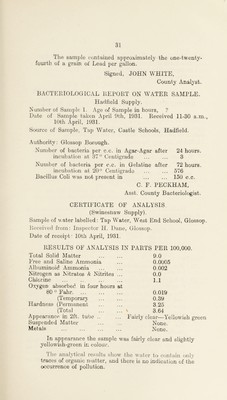 31
The sample contained approximately the one-twenty-
fourth of a grain of Lead per gallon.
Signed, JOHN WHITE,
County Analyst.
BACTERIOLOGICAL REPORT ON WATER SAMPLE.
Hadfield Supply.
Number of Sample 1. Age of Sample in hours, ?
Date of Sample taken April 9th, 1931. Received 11-30 a.m.,
10th April, 1931.
Source of Sample, Tap Water, Castle Schools, Hadfield.
Authority: Glossop Borough.
Number of bacteria per c.c. in Agar-Agar after 24 hours.
incubation at 37° Centigrade ... ... 3
Number of bacteria per c.c. in Gelatine after 72 hours.
incubation at 20° Centigrade ... ... 576
Bacillus Coli was not present in ... ... 150 c.c.
C. F. PECKHAM,
Asst. County Bacteriologist.
CERTIFICATE OF ANALYSIS
(Swineshaw Supply).
Sample of water labelled: Tap Water, West End School, Glossop.
Received from: Inspector H. Dane, Glossop.
Date of receipt: 10th April, 1931.
RESULTS OF ANALYSIS IN PARTS PER 100,000.
Total Solid Matter ... ... 9.0
Free and Saline Ammonia ... 0.0005
Albuminoid Ammonia ... ... 0.002
Nitrogen as Nitrates & Nitrites ... 0.0
Chlorine ... ... ... 1.1
Oxygen absorbed in four hours at
80° Fahr. ... ... ... 0.019
(Temporary ... 0.39
Hardness (Permanent ... 3.25
(Total ... 3.64
Appearance in 2ft. tube ... Fairly clear—Yellowish green
Suspended Matter ... ... None.
Metals ... ... ... None.
In appearance the sample was fairly clear and slightly
yellowish-green in colour.
The analytical results show the water to contain only
traces of organic matter, and there is no indication of the
occurrence of pollution.